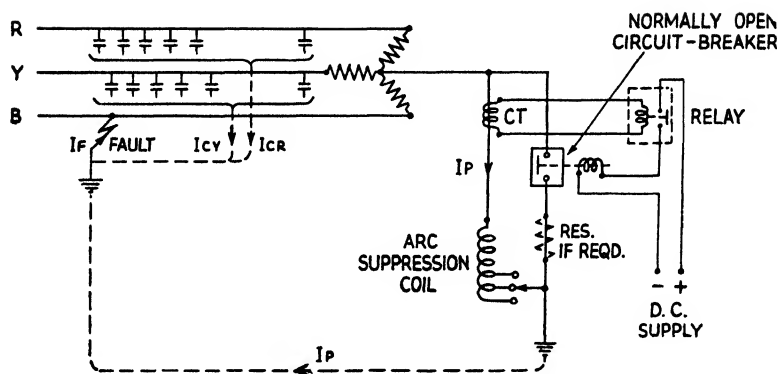 NORMALLY OPEN
CIRCUIT-BREAKER
R
Y
B
IF FAULT
ICY
ICR
CT
RELAY
IP
ARC
SUPPRESSION
COIL
RES.
IF REQD.
- +
D.C.
SUPPLY
IP